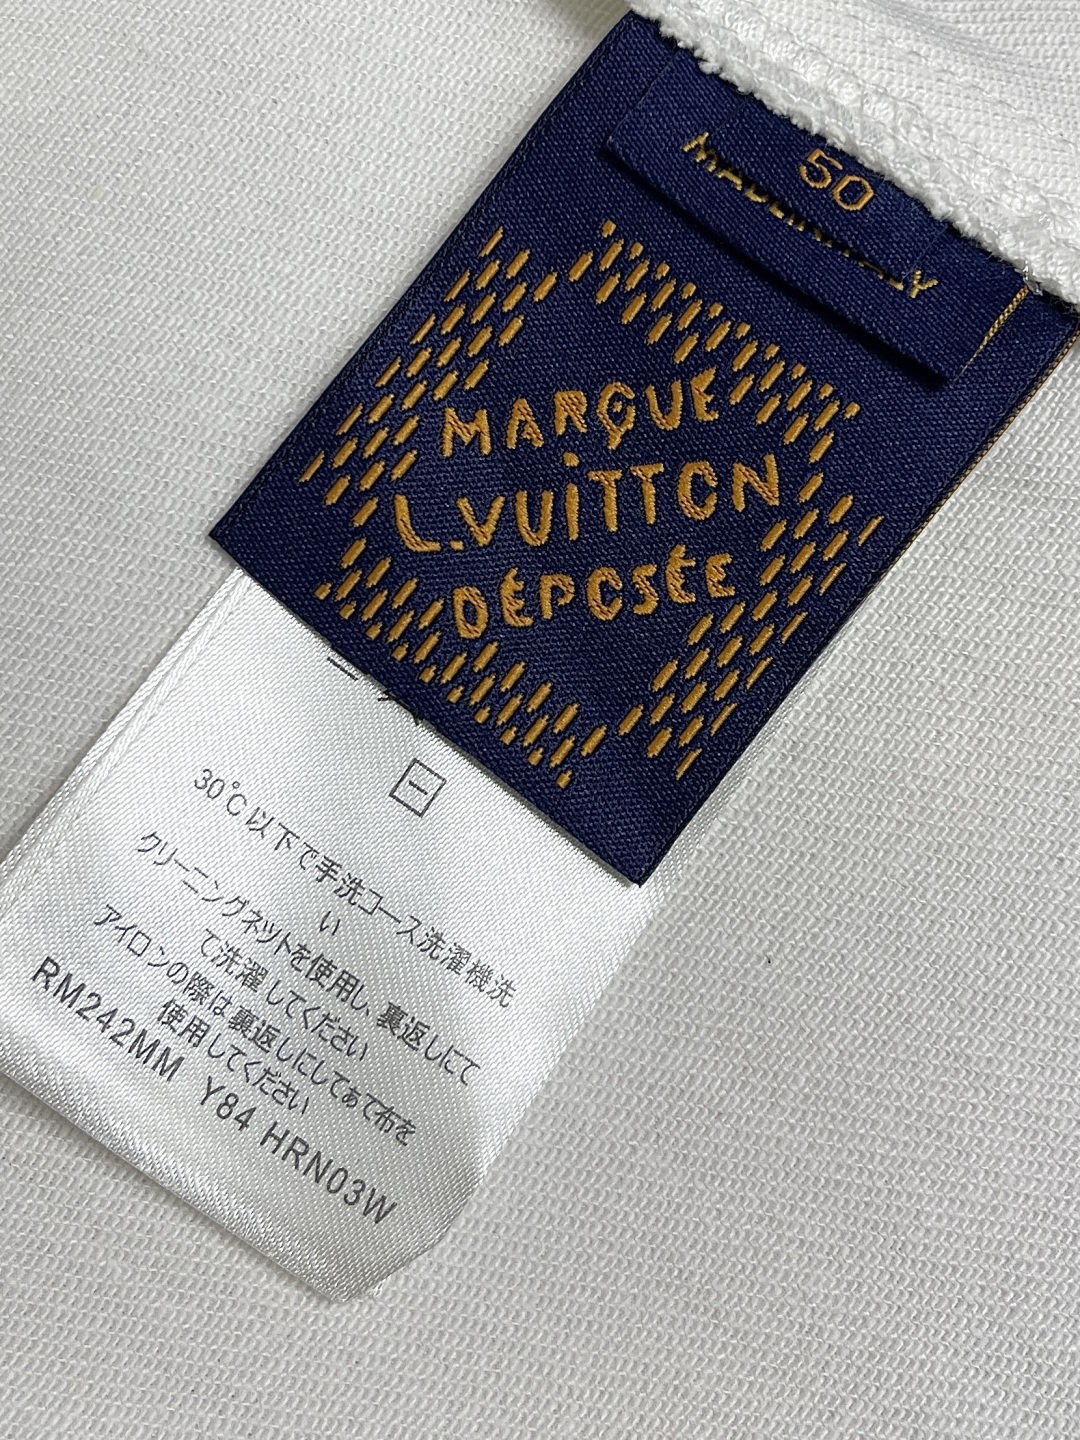 50
MADE IN ITALY
MARQUE
L.VUiTTON
DÉPOSÉE
30℃以下で手洗コース洗濯機洗
い
クリーニングネットを使用し、裏返しにて
て洗濯してください
アイロンの際は裏返しにしてあて布を
使用してください
RM242MM Y84 HRN03W